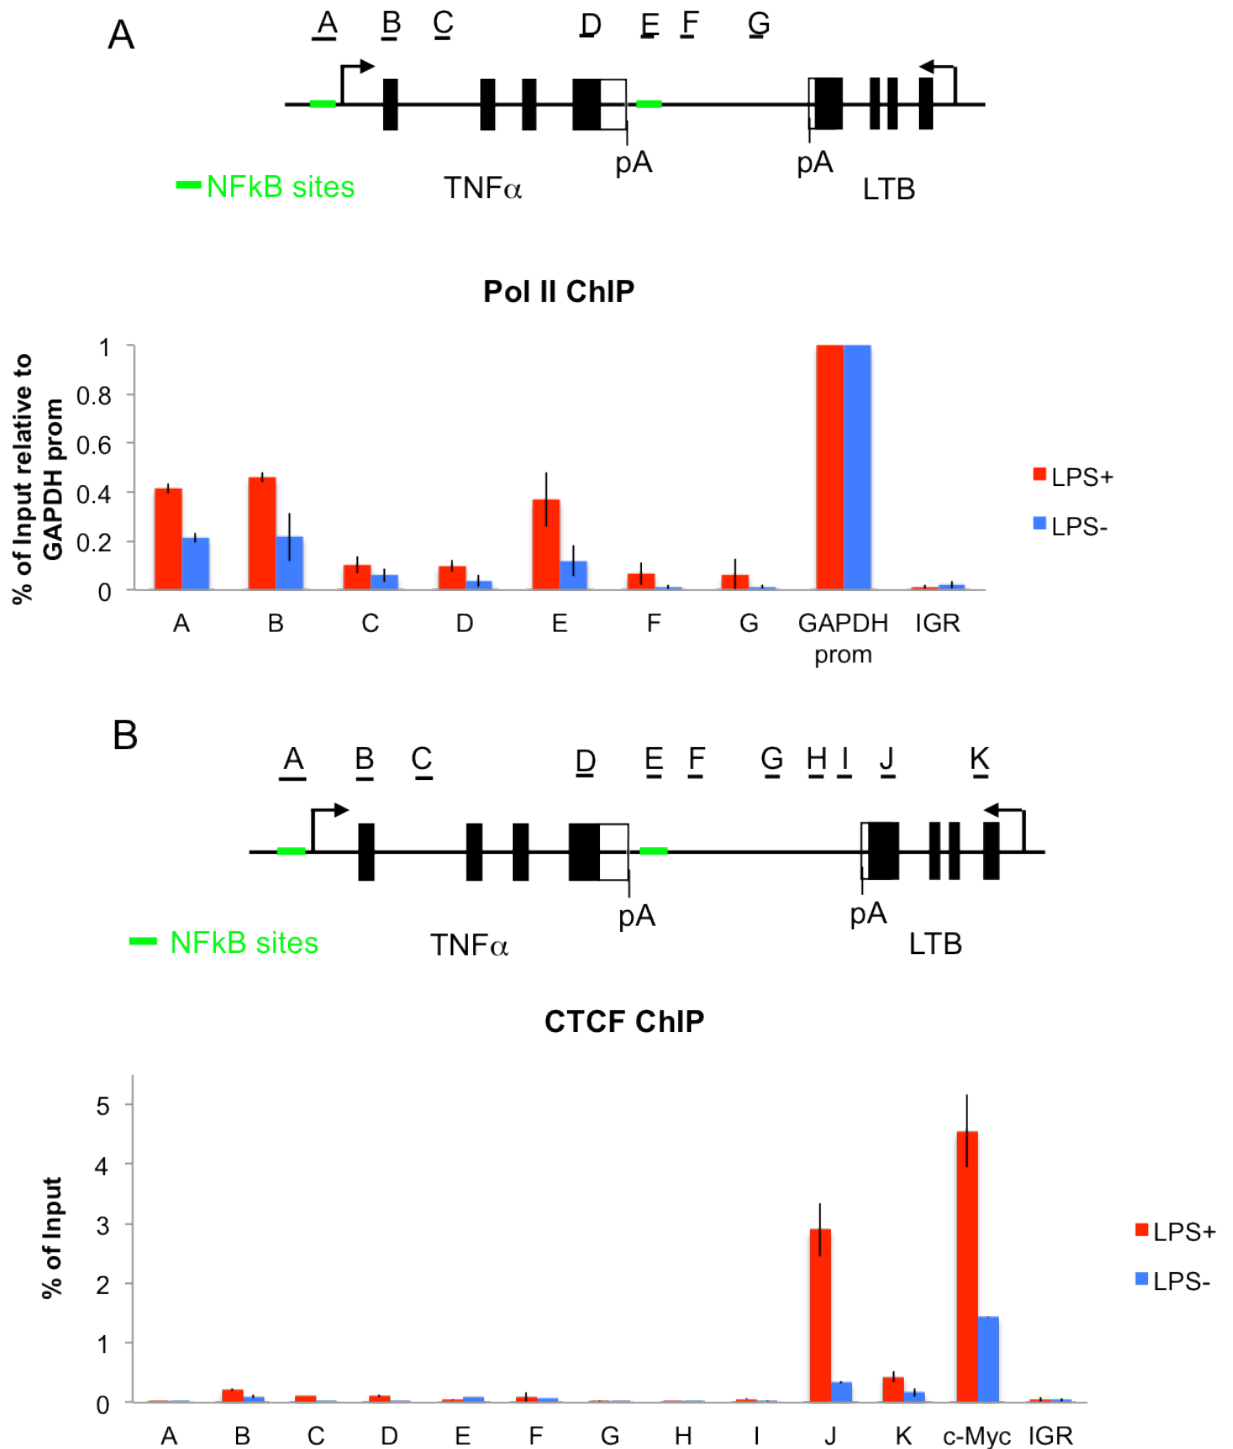 A
A B C D E F G
pA pA
NFkB sites TNFα LTB
Pol II ChIP
% of Input relative to
GAPDH prom
1
0.8
0.6
0.4
0.2
0
LPS+
LPS-
A B C D E F G GAPDH prom IGR
B
A B C D E F G H I J K
pA pA
NFkB sites TNFα LTB
CTCF ChIP
% of Input
5
4
3
2
1
0
LPS+
LPS-
A B C D E F G H I J K c-Myc IGR